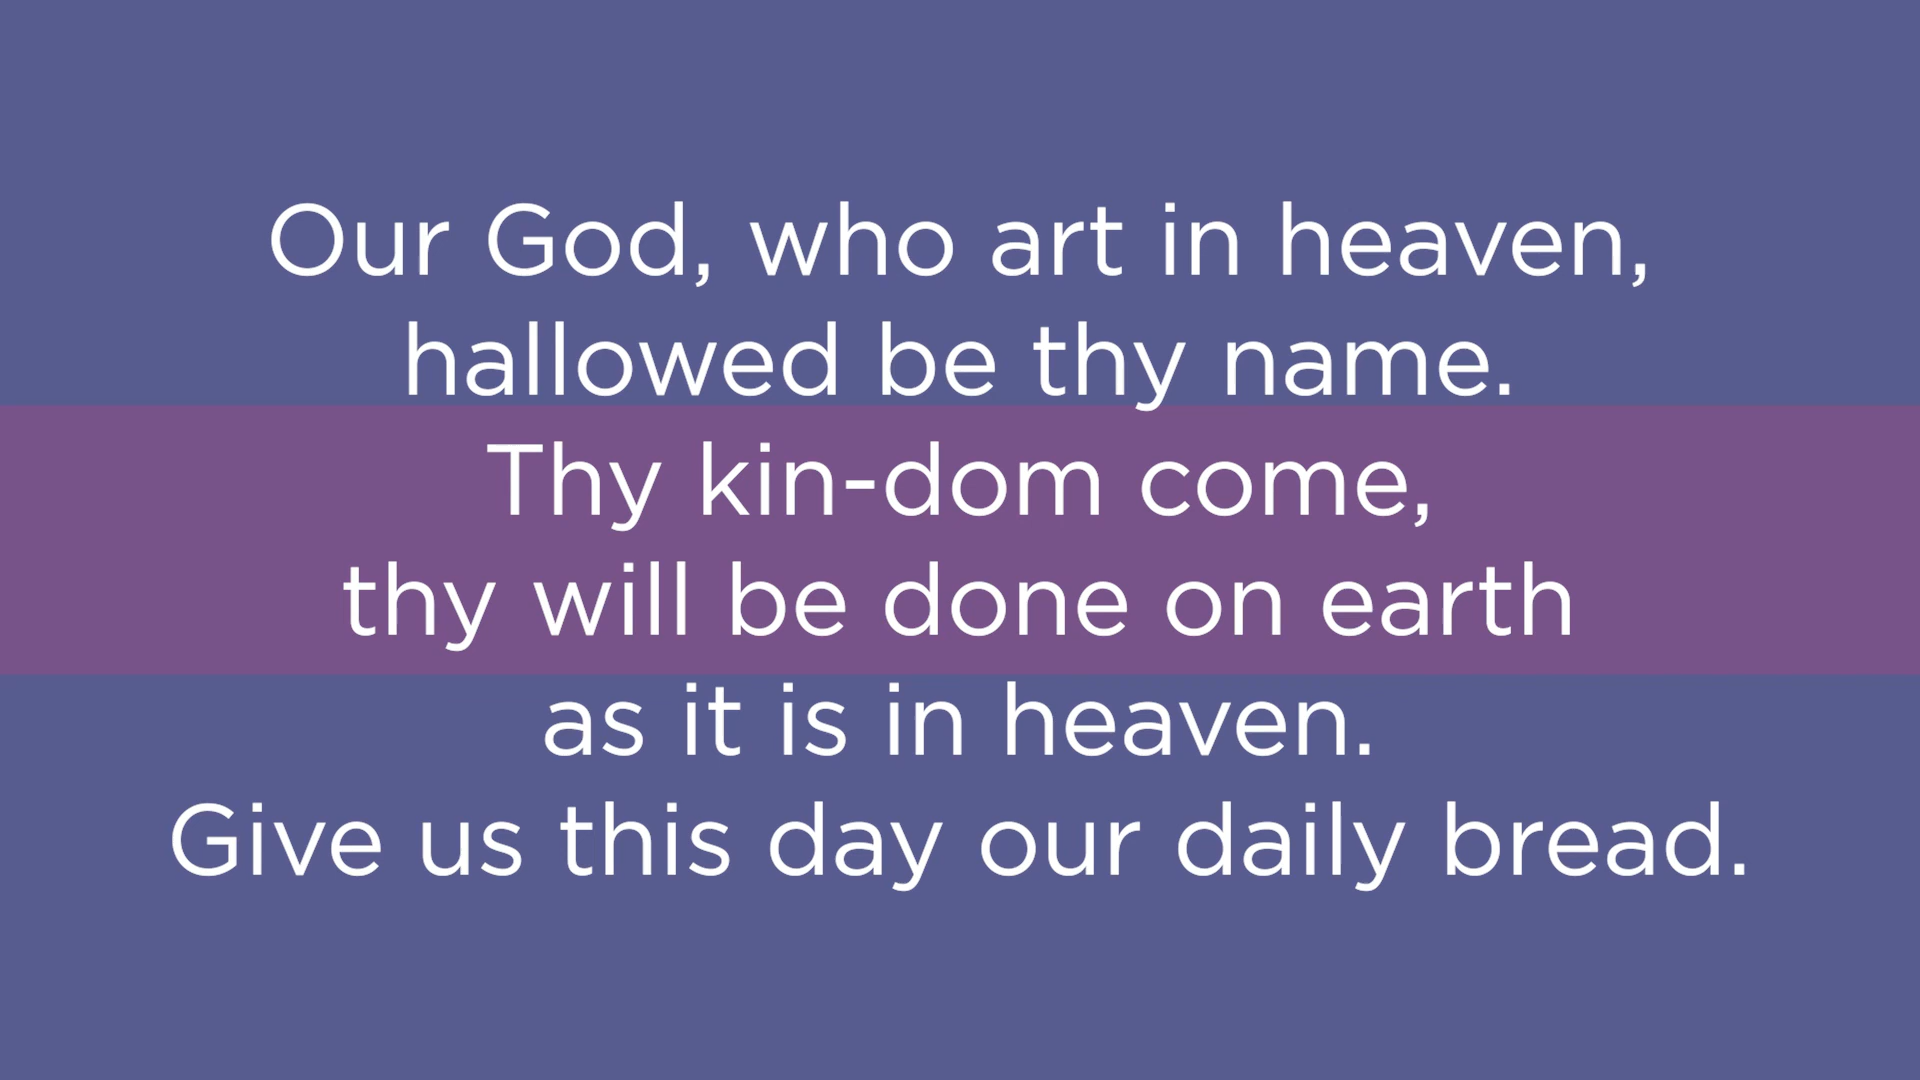 Our God, who art in heaven,
hallowed be thy name.
Thy kin-dom come,
thy will be done on earth
as it is in heaven.
Give us this day our daily bread.